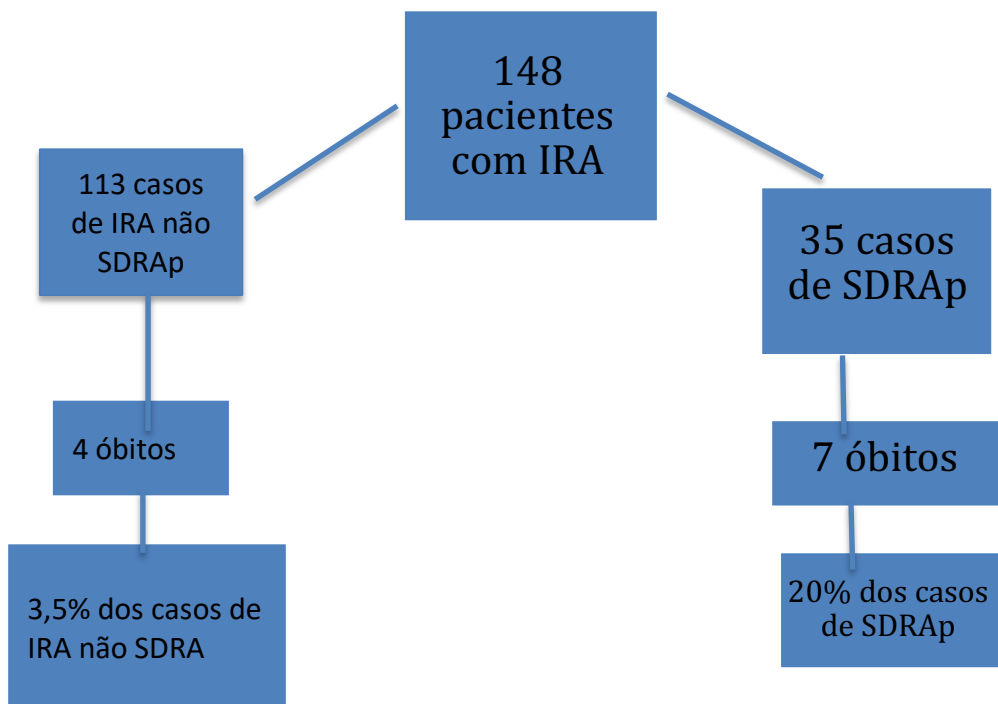 148
pacientes
com IRA
113 casos
de IRA não
SDRAp
35 casos
de SDRAp
4 óbitos
7 óbitos
3,5% dos casos de
IRA não SDRA
20% dos casos
de SDRAp